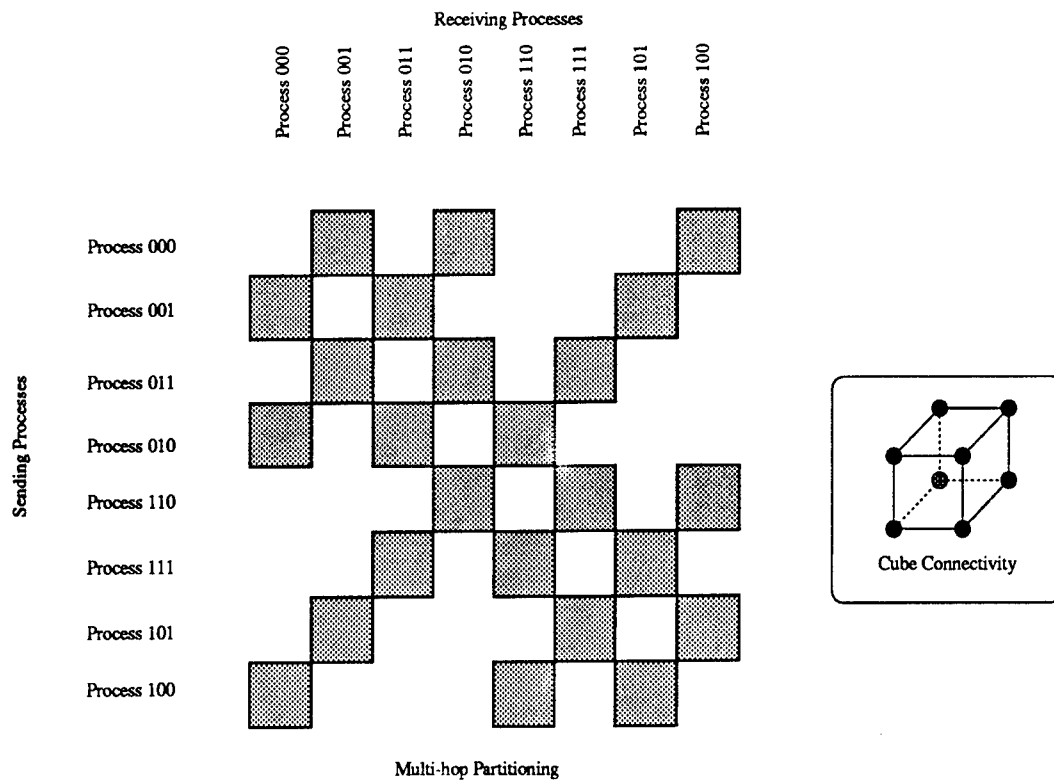 Receiving Processes
Process 000
Process 001
Process 011
Process 010
Process 110
Process 111
Process 101
Process 100
Sending Processes
Process 000
Process 001
Process 011
Process 010
Process 110
Process 111
Process 101
Process 100
Cube Connectivity
Multi-hop Partitioning